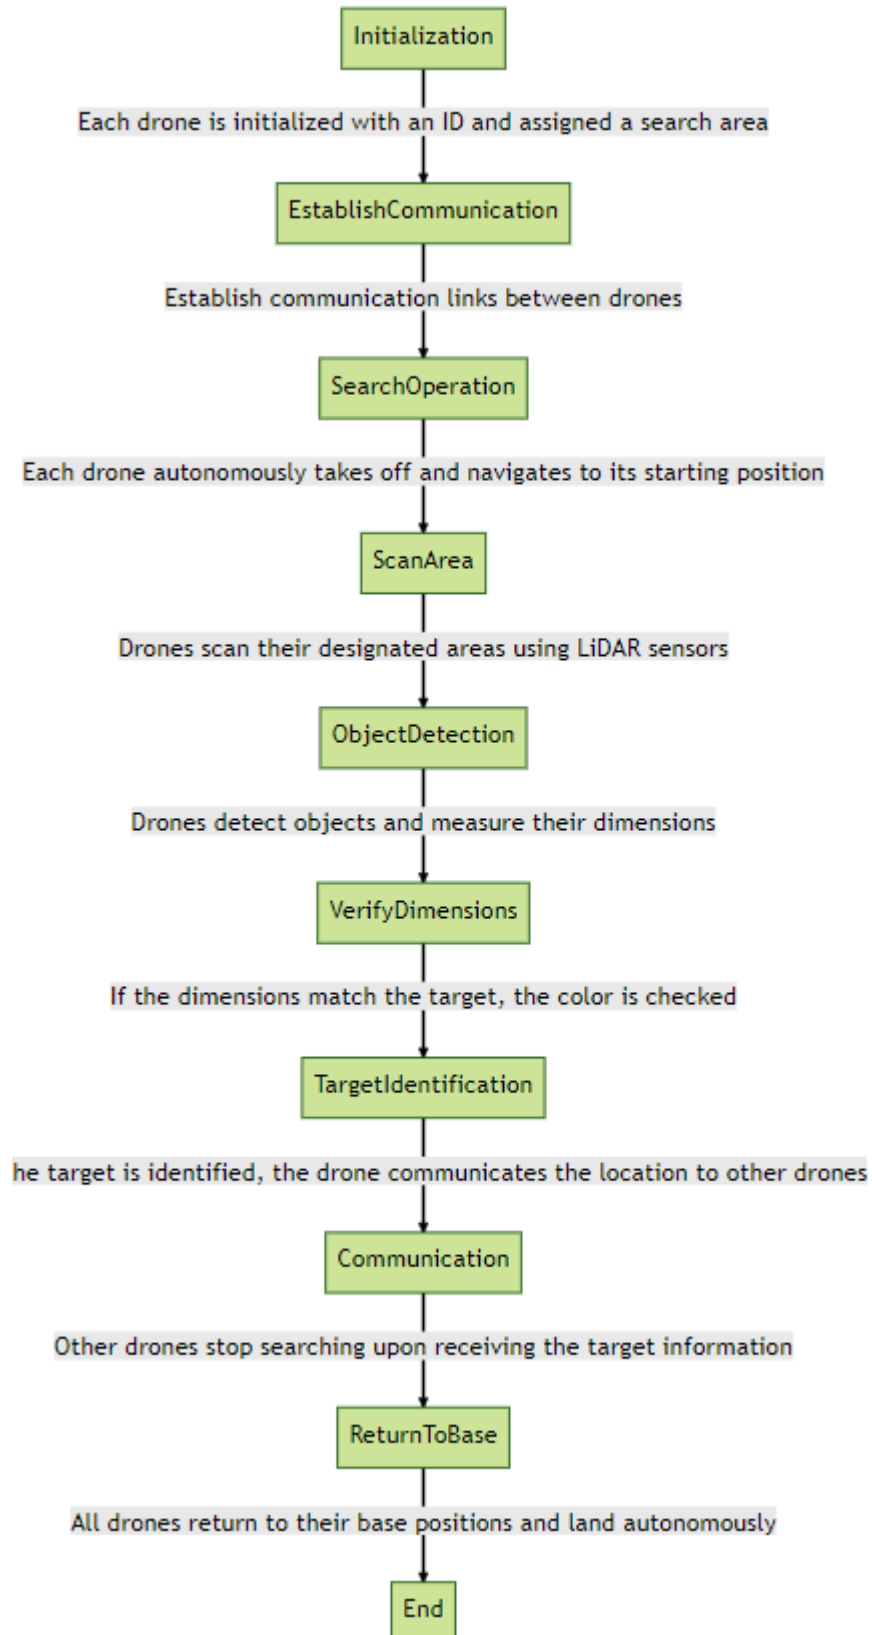 Initialization
Each drone is initialized with an ID and assigned a search area
EstablishCommunication
Establish communication links between drones
SearchOperation
Each drone autonomously takes off and navigates to its starting position
ScanArea
Drones scan their designated areas using LiDAR sensors
ObjectDetection
Drones detect objects and measure their dimensions
VerifyDimensions
If the dimensions match the target, the color is checked
TargetIdentification
he target is identified, the drone communicates the location to other drones
Communication
Other drones stop searching upon receiving the target information
ReturnToBase
All drones return to their base positions and land autonomously
End